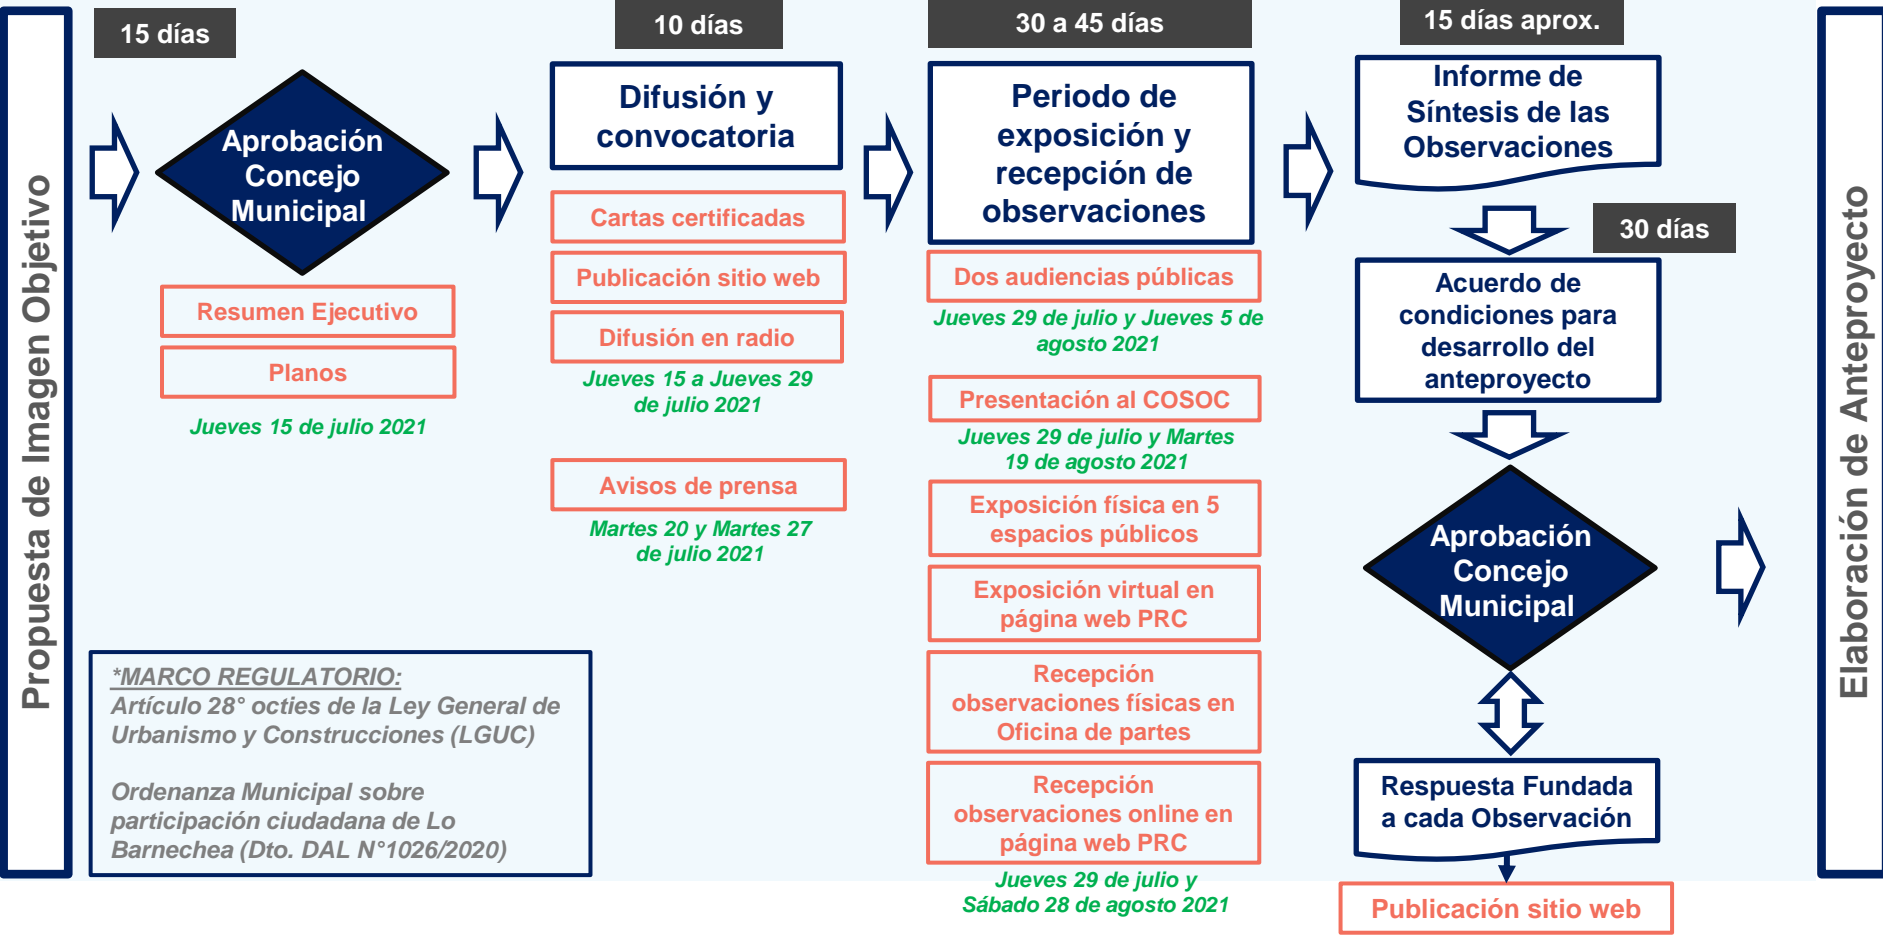 Propuesta de Imagen Objetivo
15 días
Aprobación
Concejo
Municipal
Resumen Ejecutivo
Planos
Jueves 15 de julio 2021
*MARCO REGULATORIO:
Artículo 28° octies de la Ley General de
Urbanismo y Construcciones (LGUC)
Ordenanza Municipal sobre
participación ciudadana de Lo
Barnechea (Dto. DAL N°1026/2020)
10 días
Difusión y
convocatoria
Cartas certificadas
Publicación sitio web
Difusión en radio
Jueves 15 a Jueves 29
de julio 2021
Avisos de prensa
Martes 20 y Martes 27
de julio 2021
30 a 45 días
Periodo de
exposición y
recepción de
observaciones
Dos audiencias públicas
Jueves 29 de julio y Jueves 5 de
agosto 2021
Presentación al COSOC
Jueves 29 de julio y Martes
19 de agosto 2021
Exposición física en 5
espacios públicos
Exposición virtual en
página web PRC
Recepción
observaciones físicas en
Oficina de partes
Recepción
observaciones online en
página web PRC
Jueves 29 de julio y
Sábado 28 de agosto 2021
15 días aprox.
Informe de
Síntesis de las
Observaciones
30 días
Acuerdo de
condiciones para
desarrollo del
anteproyecto
Aprobación
Concejo
Municipal
Respuesta Fundada
a cada Observación
Publicación sitio web
Elaboración de Anteproyecto